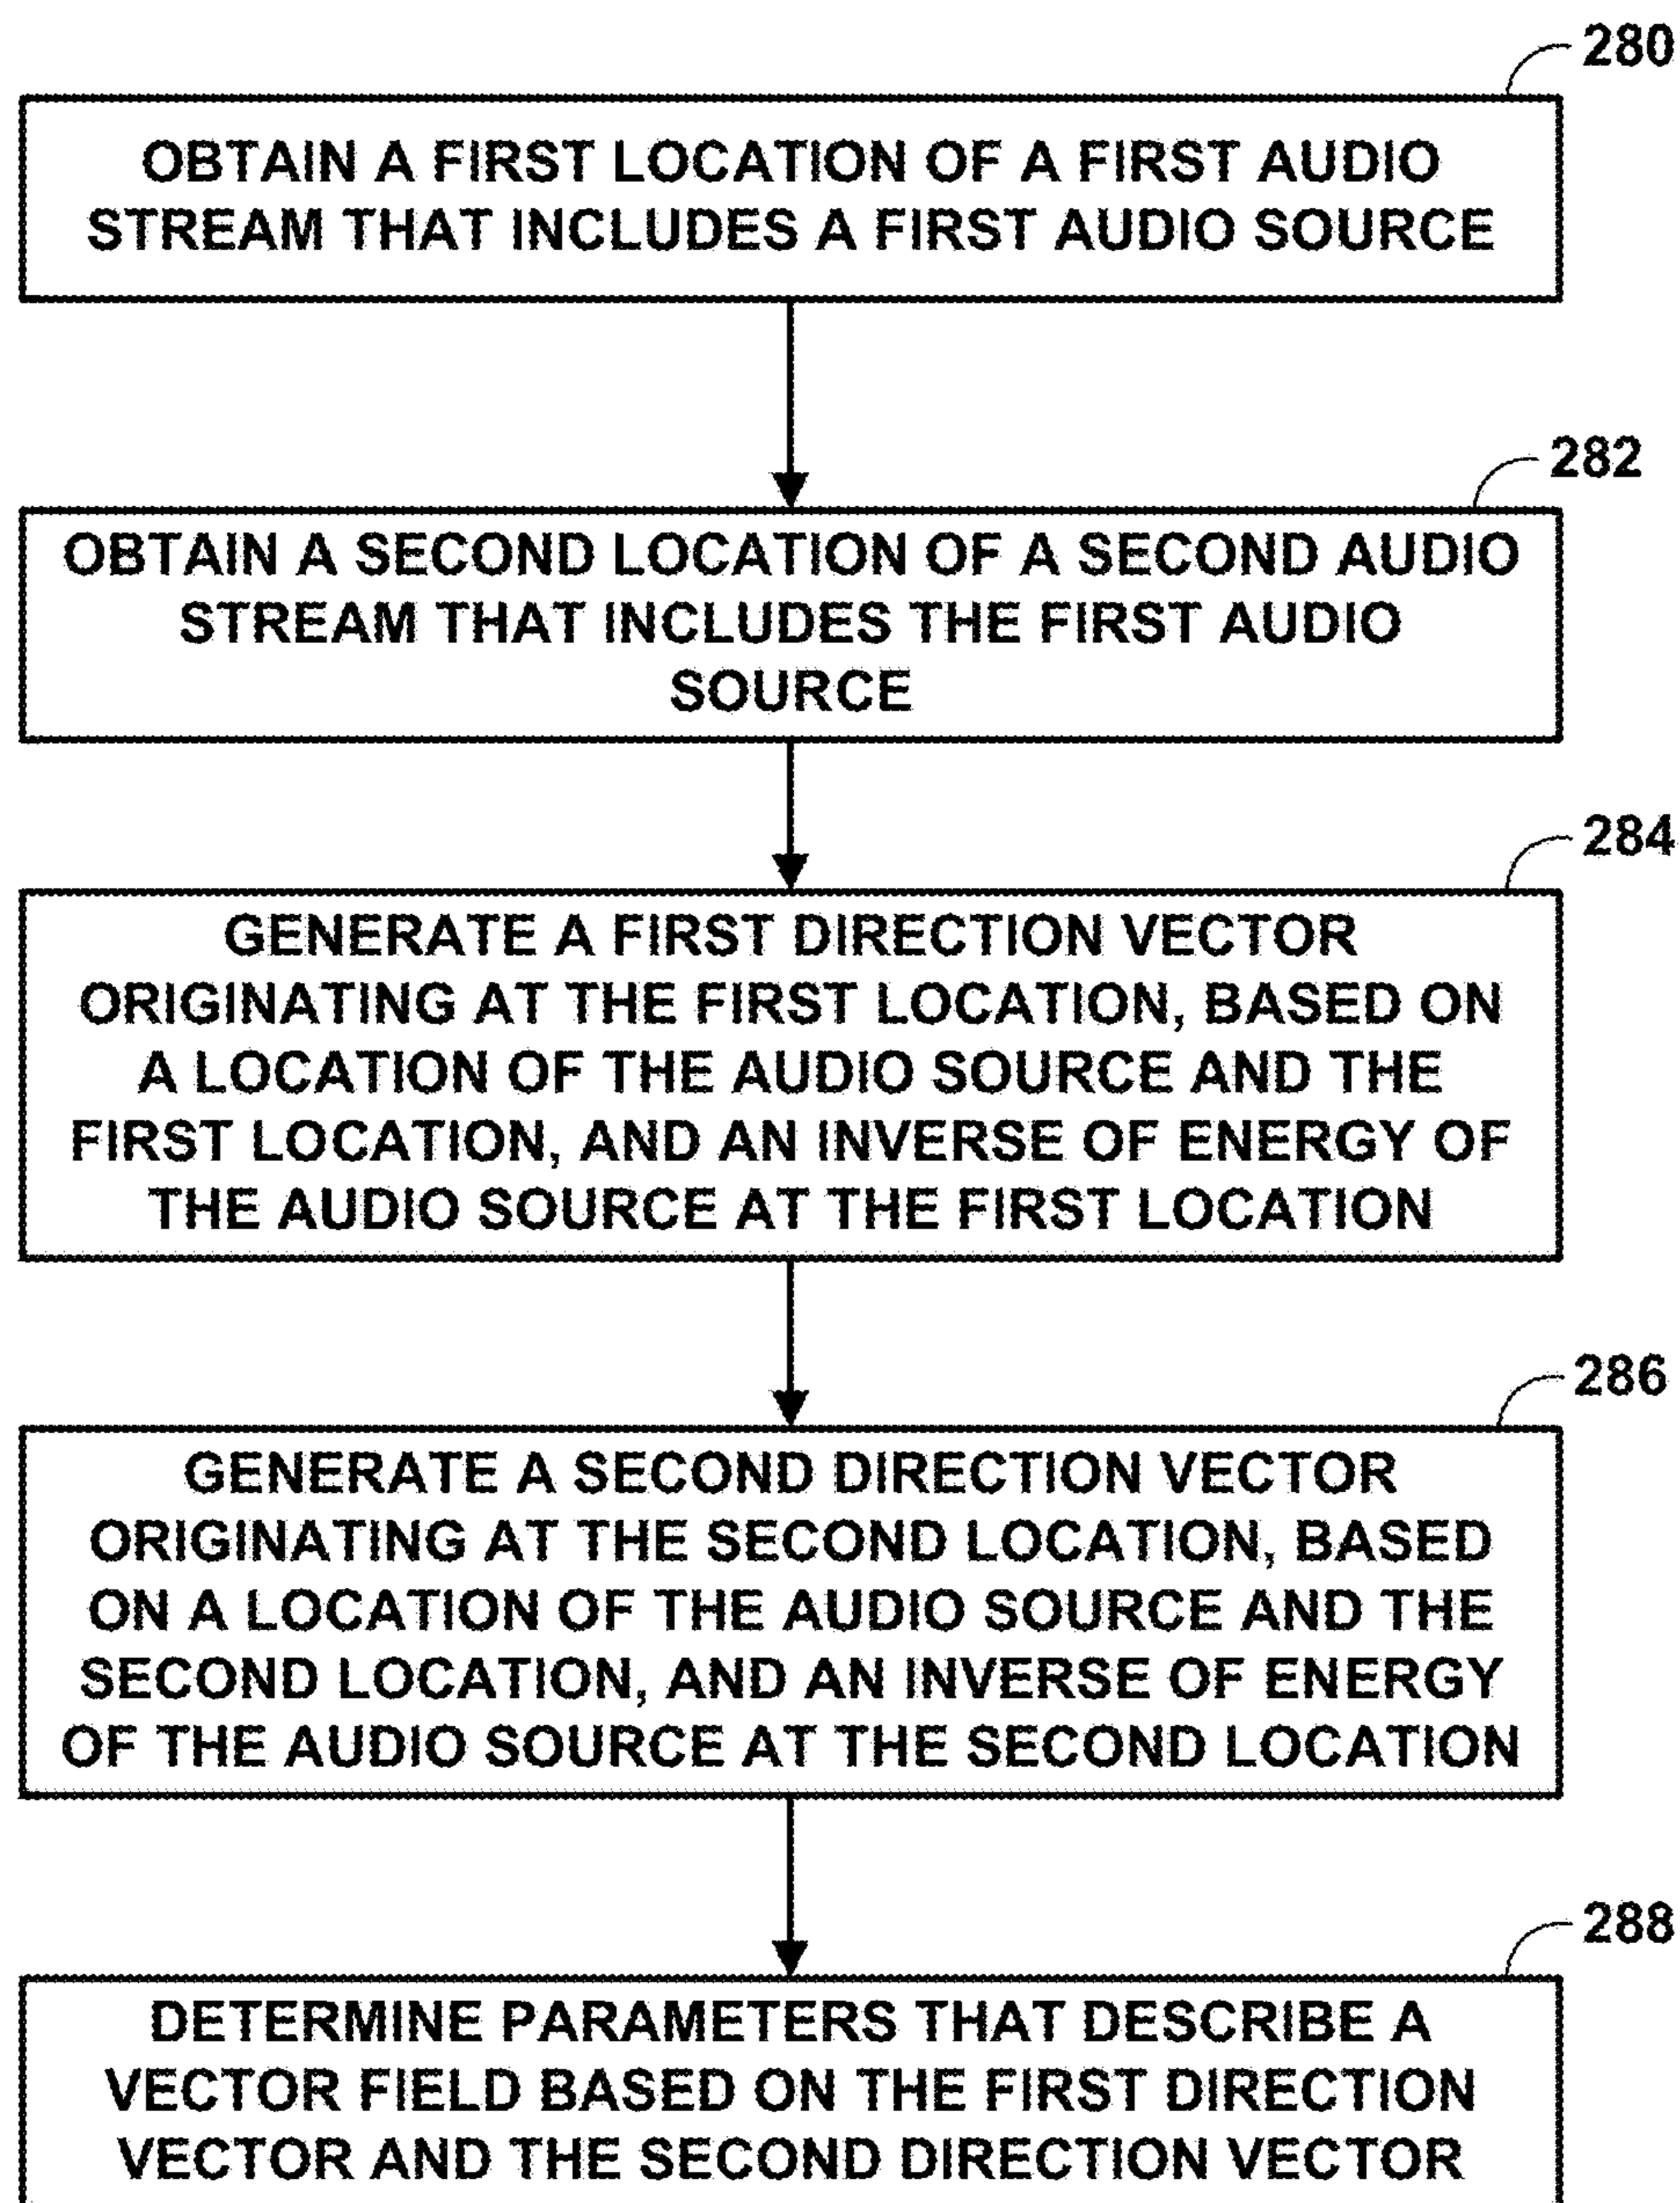 280
OBTAIN A FIRST LOCATION OF A FIRST AUDIO
STREAM THAT INCLUDES A FIRST AUDIO SOURCE
282
OBTAIN A SECOND LOCATION OF A SECOND AUDIO
STREAM THAT INCLUDES THE FIRST AUDIO
SOURCE
284
GENERATE A FIRST DIRECTION VECTOR
ORIGINATING AT THE FIRST LOCATION, BASED ON
A LOCATION OF THE AUDIO SOURCE AND THE
FIRST LOCATION, AND AN INVERSE OF ENERGY OF
THE AUDIO SOURCE AT THE FIRST LOCATION
286
GENERATE A SECOND DIRECTION VECTOR
ORIGINATING AT THE SECOND LOCATION, BASED
ON A LOCATION OF THE AUDIO SOURCE AND THE
SECOND LOCATION, AND AN INVERSE OF ENERGY
OF THE AUDIO SOURCE AT THE SECOND LOCATION
288
DETERMINE PARAMETERS THAT DESCRIBE A
VECTOR FIELD BASED ON THE FIRST DIRECTION
VECTOR AND THE SECOND DIRECTION VECTOR